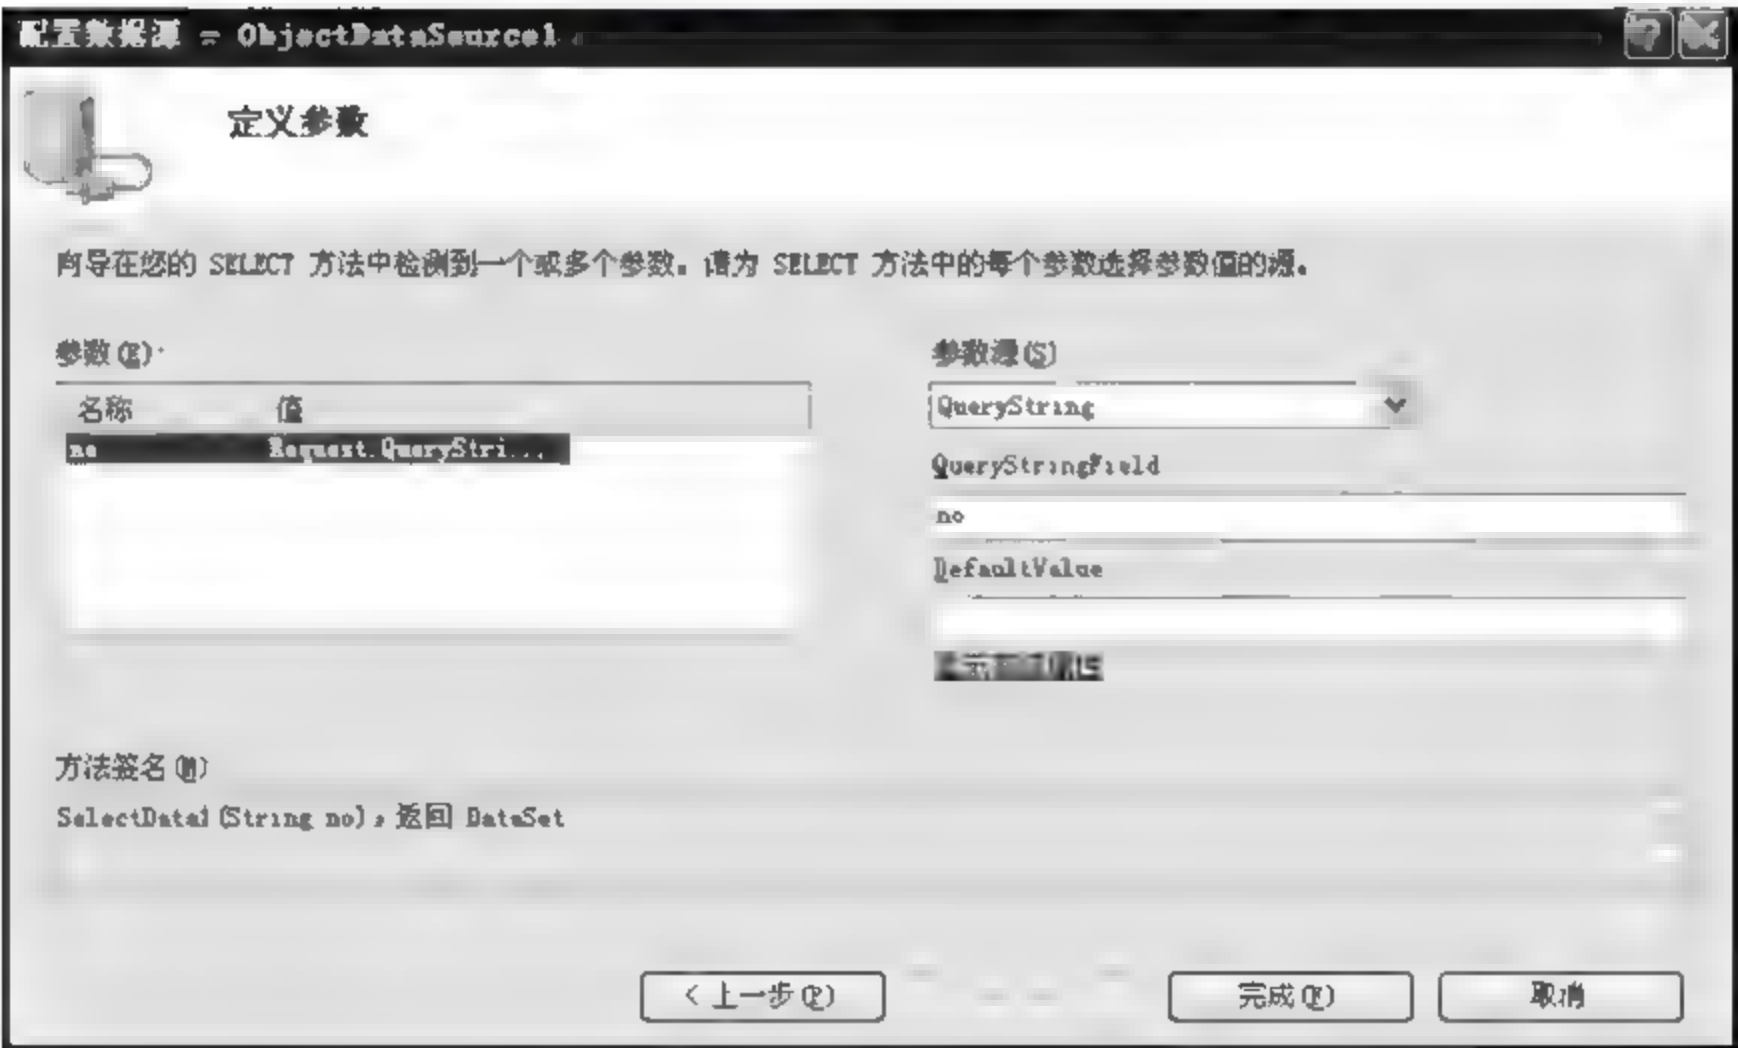 配置数据源 - ObjectDataSource1
定义参数
向导在您的 SELECT 方法中检测到一个或多个参数。请为 SELECT 方法中的每个参数选择参数值的源。
参数(E):
名称 值
no Request.QueryStri...
参数源(S)
QueryString
QueryStringField
no
DefaultValue
方法签名(M)
SelectData1(String no), 返回 DataSet
< 上一步(P)
完成(F)
取消